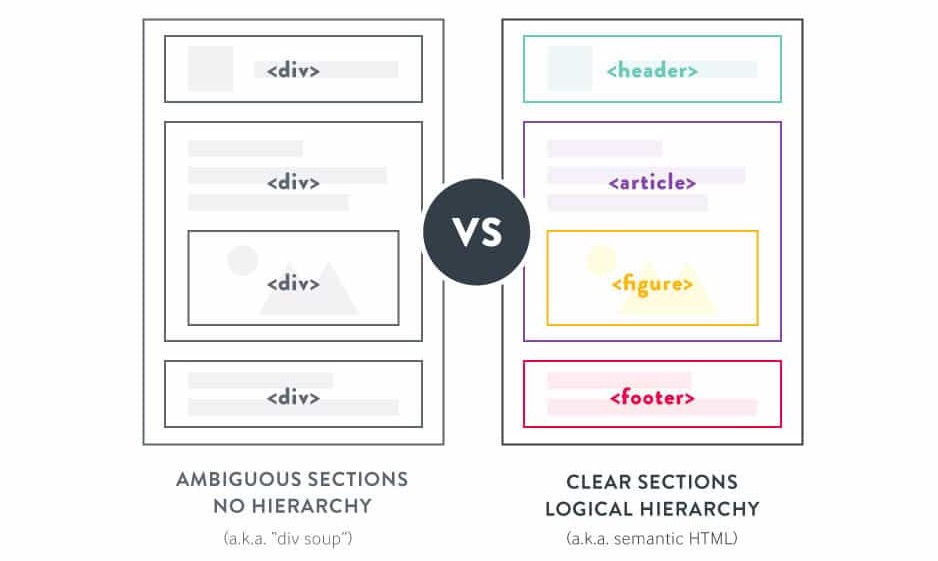 <div>
<div>
<div>
<div>
AMBIGUOUS SECTIONS
NO HIERARCHY
(a.k.a. "div soup")
VS
<header>
<article>
<figure>
<footer>
CLEAR SECTIONS
LOGICAL HIERARCHY
(a.k.a. semantic HTML)